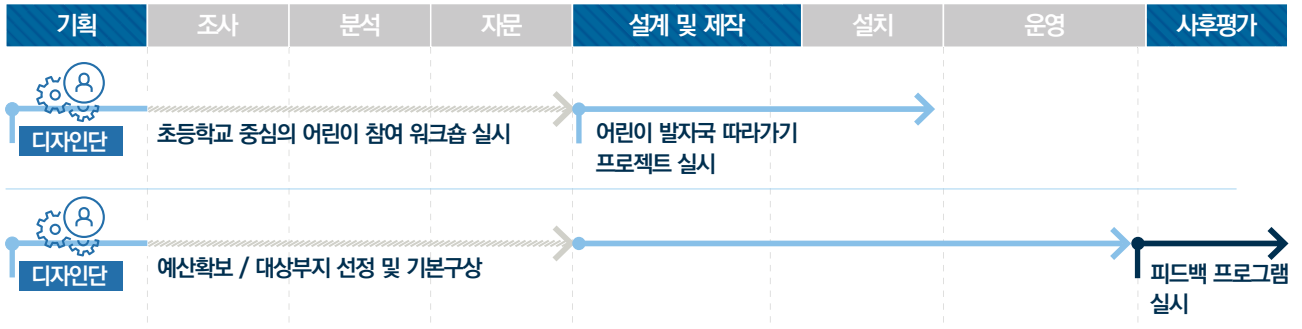 기획 조사 분석 자문 설계 및 제작 설치 운영 사후평가
디자인단
초등학교 중심의 어린이 참여 워크숍 실시
어린이 발자국 따라가기
프로젝트 실시
디자인단
예산확보 / 대상부지 선정 및 기본구상
피드백 프로그램
실시